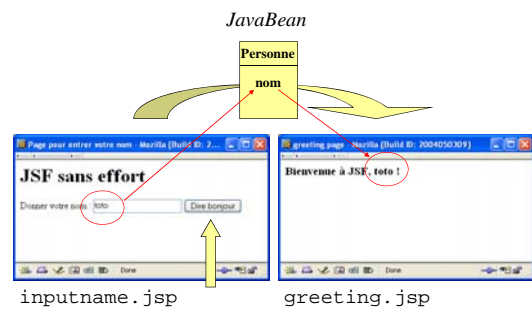 JavaBean
Personne
nom
Page pour entrer votre nom - Mozilla {Build ID: 2...
greeting page - Mozilla {Build ID: 2004050309}
JSF sans effort
Bienvenue à JSF, toto !
Donner votre nom toto Dire bonjour
Done
Done
inputname.jsp
greeting.jsp